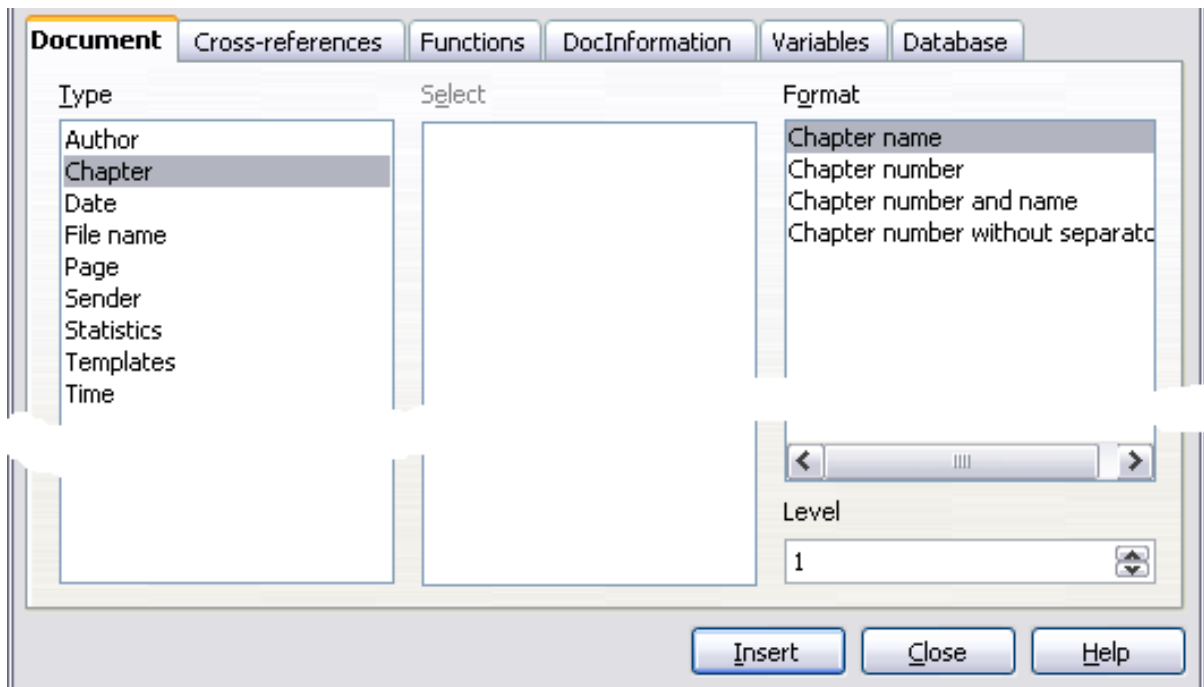 Document Cross-references Functions DocInformation Variables Database
Type
Author
Chapter
Date
File name
Page
Sender
Statistics
Templates
Time
Select
Format
Chapter name
Chapter number
Chapter number and name
Chapter number without separatc
Level
1
Insert Close Help